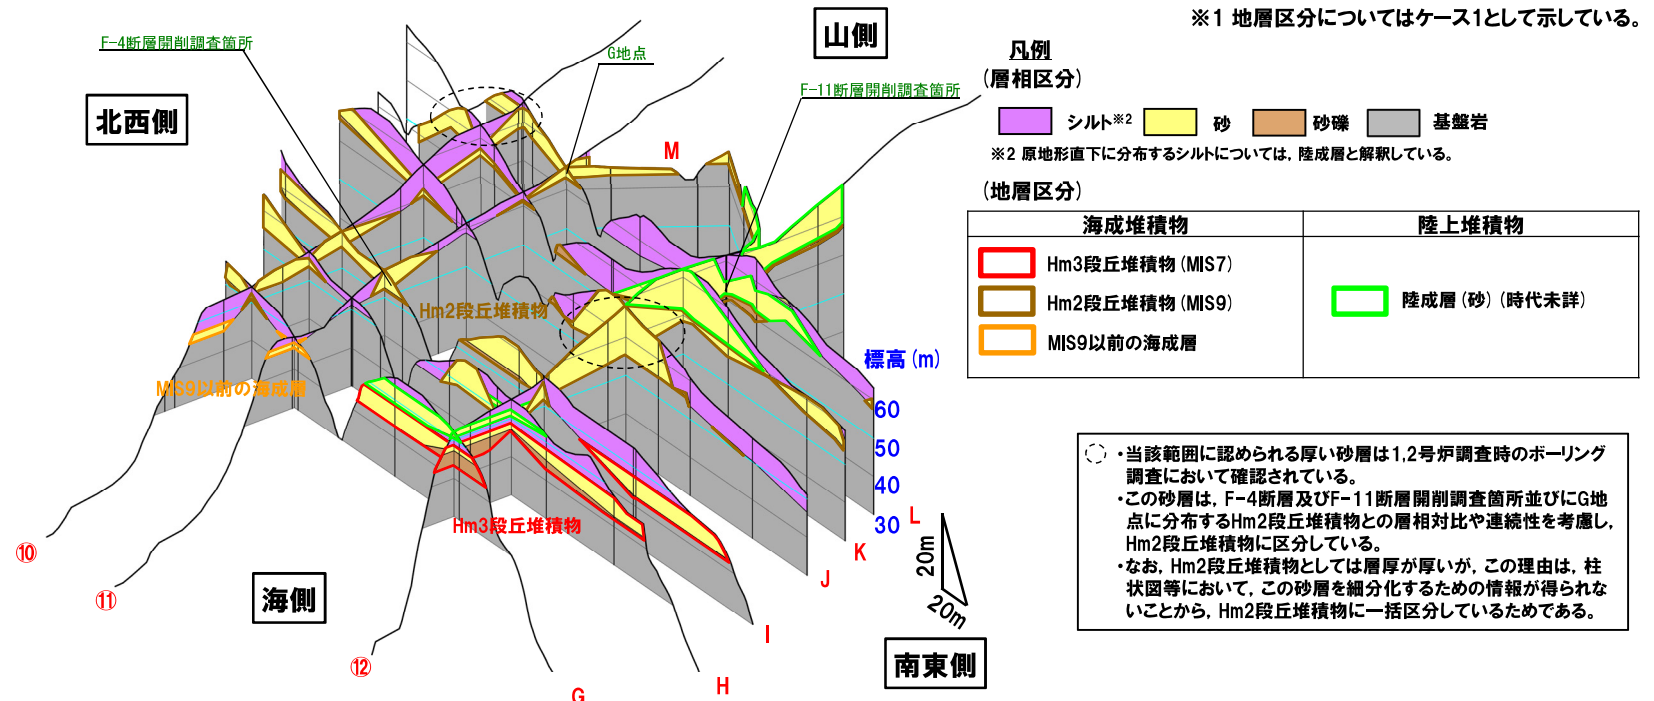 ※1 地層区分についてはケース1として示している。
F-4断層開削調査箇所
G地点
山側
凡例
(層相区分)
F-11断層開削調査箇所
北西側
シルト※2
砂
砂礫
基盤岩
※2 原地形直下に分布するシルトについては，陸成層と解釈している。
M
(地層区分)
海成堆積物
陸上堆積物
Hm3段丘堆積物(MIS7)
Hm2段丘堆積物(MIS9)
陸成層(砂)(時代未詳)
MIS9以前の海成層
Hm2段丘堆積物
標高(m)
MIS9以前の海成層
60
50
40
30
Hm3段丘堆積物
・当該範囲に認められる厚い砂層は1,2号炉調査時のボーリング
調査において確認されている。
・この砂層は，F-4断層及びF-11断層開削調査箇所並びにG地
点に分布するHm2段丘堆積物との層相対比や連続性を考慮し，
Hm2段丘堆積物に区分している。
・なお，Hm2段丘堆積物としては層厚が厚いが，この理由は，柱
状図等において，この砂層を細分化するための情報が得られな
いことから，Hm2段丘堆積物に一括区分しているためである。
L
K
J
I
H
G
20m
20m
⑩
⑪
⑫
海側
南東側